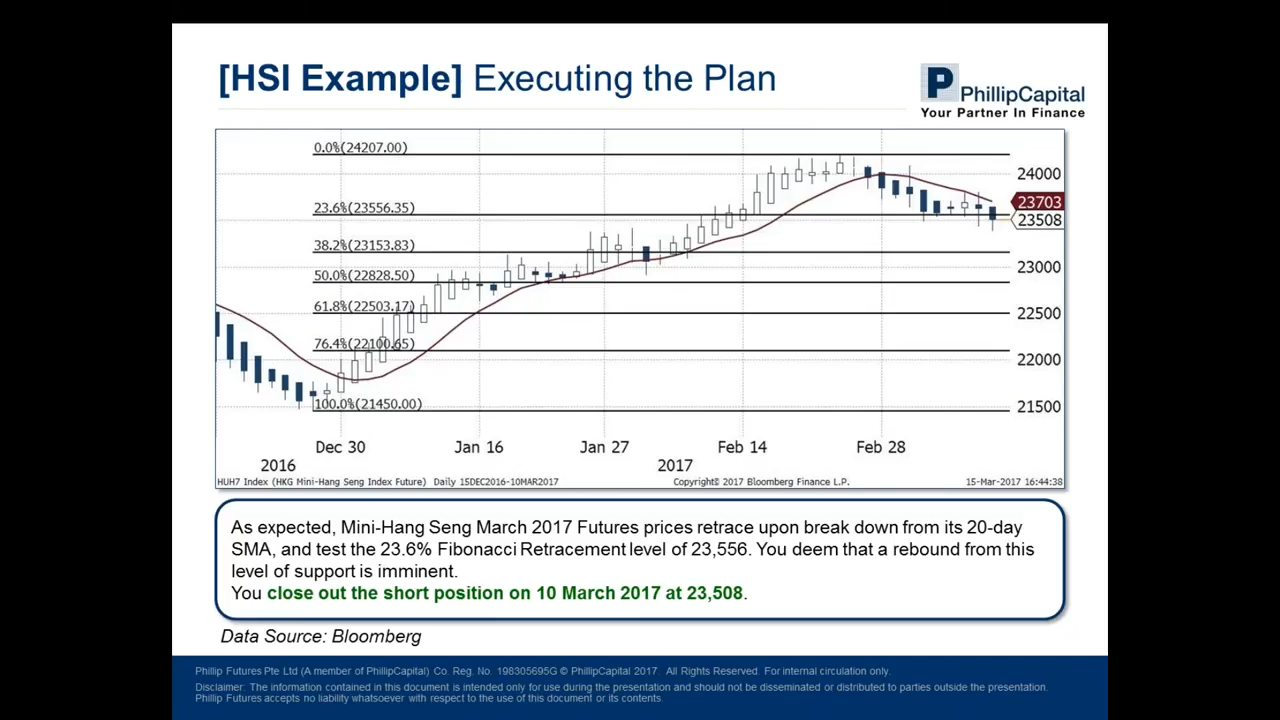 [HSI Example] Executing the Plan
P
PhillipCapital
Your Partner In Finance
0.0%(24207.00)
24000
23703
23.6%(23556.35)
23508
38.2%(23153.83)
23000
50.0%(22828.50)
61.8%(22503.17)
22500
76.4%(22100.65)
22000
100.0%(21450.00)
21500
Dec 30 Jan 16 Jan 27 Feb 14 Feb 28
2016 2017
HUH7 Index (HKG Mini-Hang Seng Index Future) Daily 15DEC2016-10MAR2017 Copyright© 2017 Bloomberg Finance L.P. 15-Mar-2017 16:44:38
As expected, Mini-Hang Seng March 2017 Futures prices retrace upon break down from its 20-day
SMA, and test the 23.6% Fibonacci Retracement level of 23,556. You deem that a rebound from this
level of support is imminent.
You close out the short position on 10 March 2017 at 23,508.
Data Source: Bloomberg
Phillip Futures Pte Ltd (A member of PhillipCapital) Co. Reg. No. 198305695G © PhillipCapital 2017. All Rights Reserved. For internal circulation only.
Disclaimer: The information contained in this document is intended only for use during the presentation and should not be disseminated or distributed to parties outside the presentation.
Phillip Futures accepts no liability whatsoever with respect to the use of this document or its contents